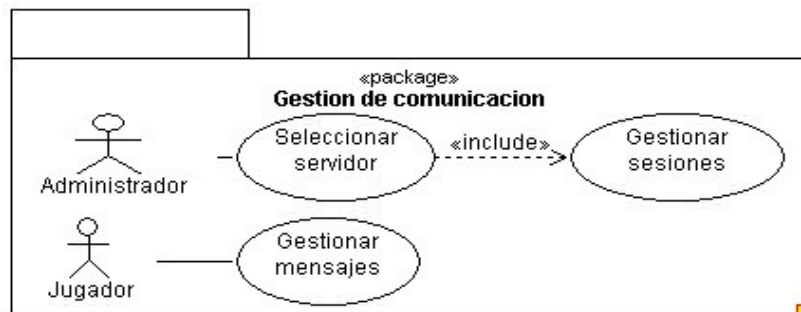 «package»
Gestion de comunicacion
Seleccionar
servidor
«include»
Gestionar
sesiones
Administrador
Gestionar
mensajes
Jugador